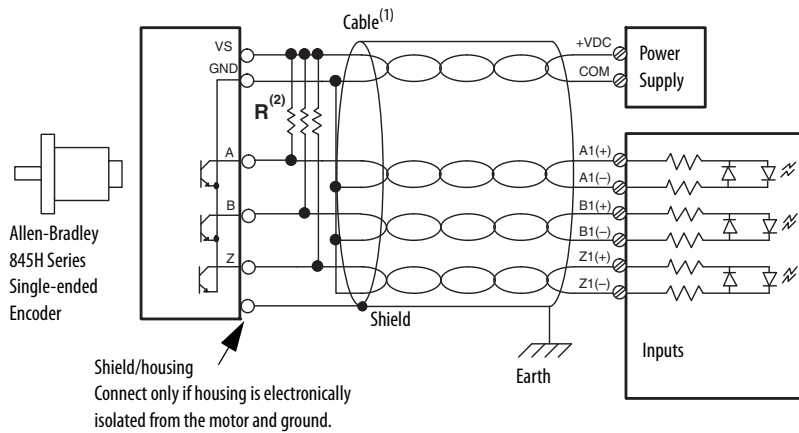 Cable(1)
VS
+VDC
Power
Supply
GND
COM
R(2)
A
A1(+)
A1(–)
B
B1(+)
B1(–)
Z
Z1(+)
Z1(–)
Allen-Bradley
845H Series
Single-ended
Encoder
Shield
Inputs
Earth
Shield/housing
Connect only if housing is electronically
isolated from the motor and ground.